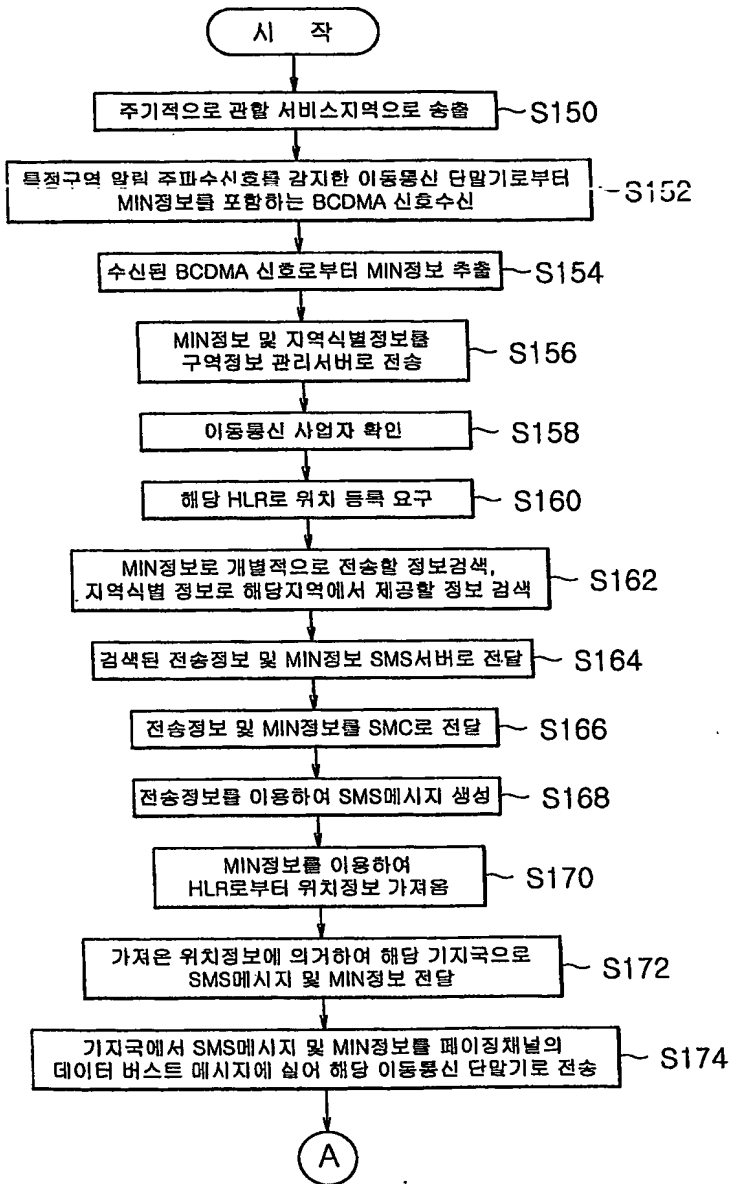 시 작
주기적으로 관할 서비스지역으로 송출
S150
특정구역 알림 주파수신호를 감지한 이동통신 단말기로부터
MIN정보를 포함하는 BCDMA 신호수신
S152
수신된 BCDMA 신호로부터 MIN정보 추출
S154
MIN정보 및 지역식별정보를
구역정보 관리서버로 전송
S156
이동통신 사업자 확인
S158
해당 HLR로 위치 등록 요구
S160
MIN정보로 개별적으로 전송할 정보검색,
지역식별 정보로 해당지역에서 제공할 정보 검색
S162
검색된 전송정보 및 MIN정보 SMS서버로 전달
S164
전송정보 및 MIN정보를 SMC로 전달
S166
전송정보를 이용하여 SMS메시지 생성
S168
MIN정보를 이용하여
HLR로부터 위치정보 가져옴
S170
가져온 위치정보에 의거하여 해당 기지국으로
SMS메시지 및 MIN정보 전달
S172
기지국에서 SMS메시지 및 MIN정보를 페이징채널의
데이터 버스트 메시지에 실어 해당 이동통신 단말기로 전송
S174
A